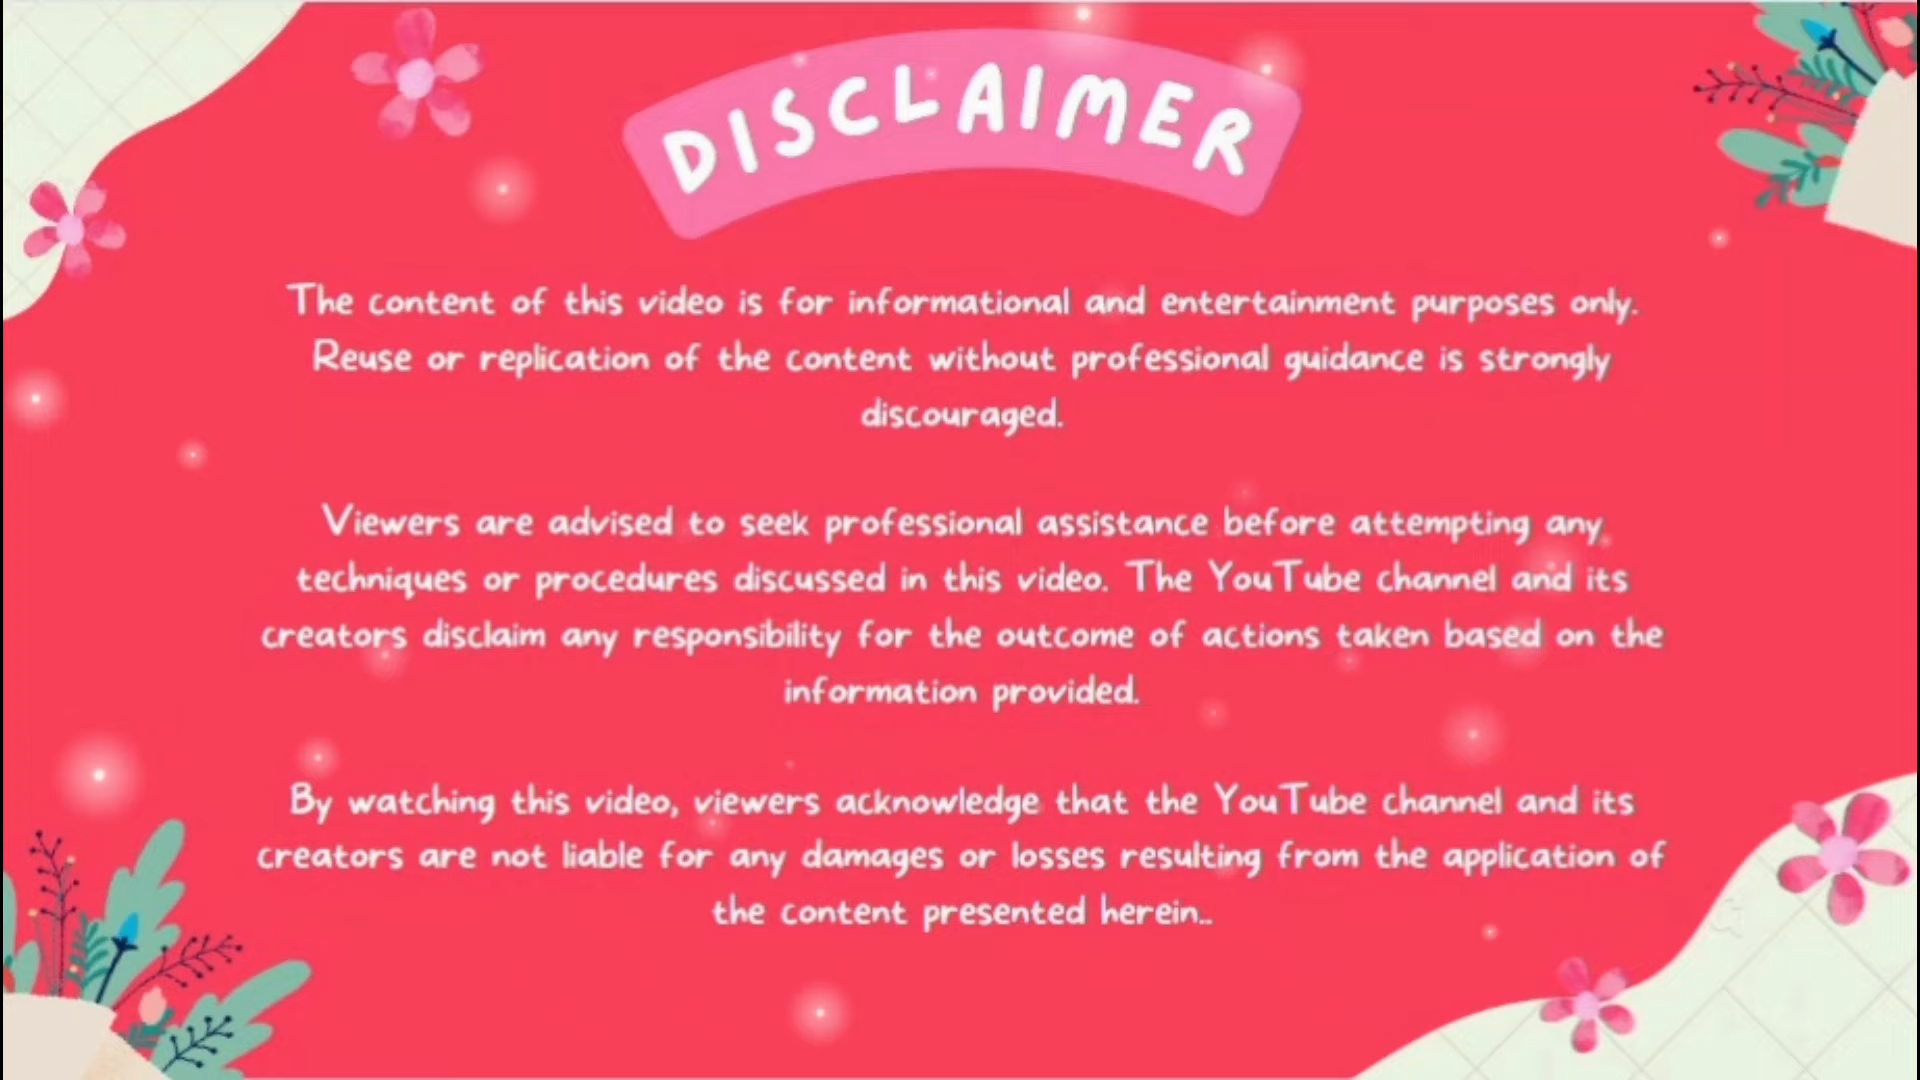 DISCLAIMER
The content of this video is for informational and entertainment purposes only.
Reuse or replication of the content without professional guidance is strongly
discouraged.
Viewers are advised to seek professional assistance before attempting any
techniques or procedures discussed in this video. The YouTube channel and its
creators disclaim any responsibility for the outcome of actions taken based on the
information provided.
By watching this video, viewers acknowledge that the YouTube channel and its
creators are not liable for any damages or losses resulting from the application of
the content presented herein..